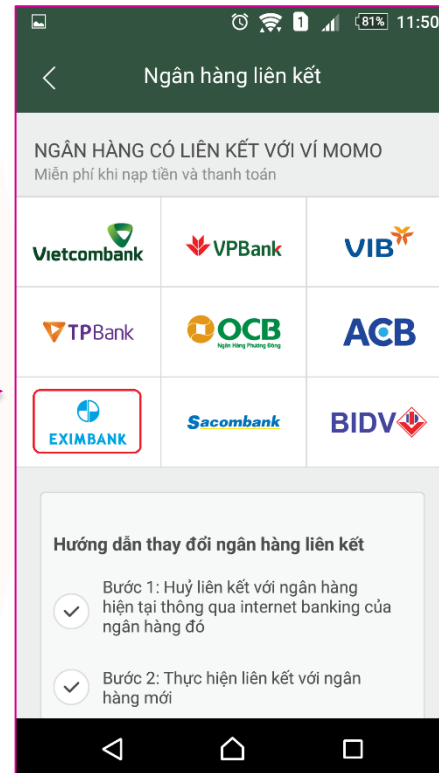 1 81% 11:50
Ngân hàng liên kết
NGÂN HÀNG CÓ LIÊN KẾT VỚI VÍ MOMO
Miễn phí khi nạp tiền và thanh toán
Vietcombank VPBank VIB
TPBank OCB ACB
Ngân Hàng Phương Đông
EXIMBANK Sacombank BIDV
Hướng dẫn thay đổi ngân hàng liên kết
Bước 1: Huỷ liên kết với ngân hàng
hiện tại thông qua internet banking của
ngân hàng đó
Bước 2: Thực hiện liên kết với ngân
hàng mới